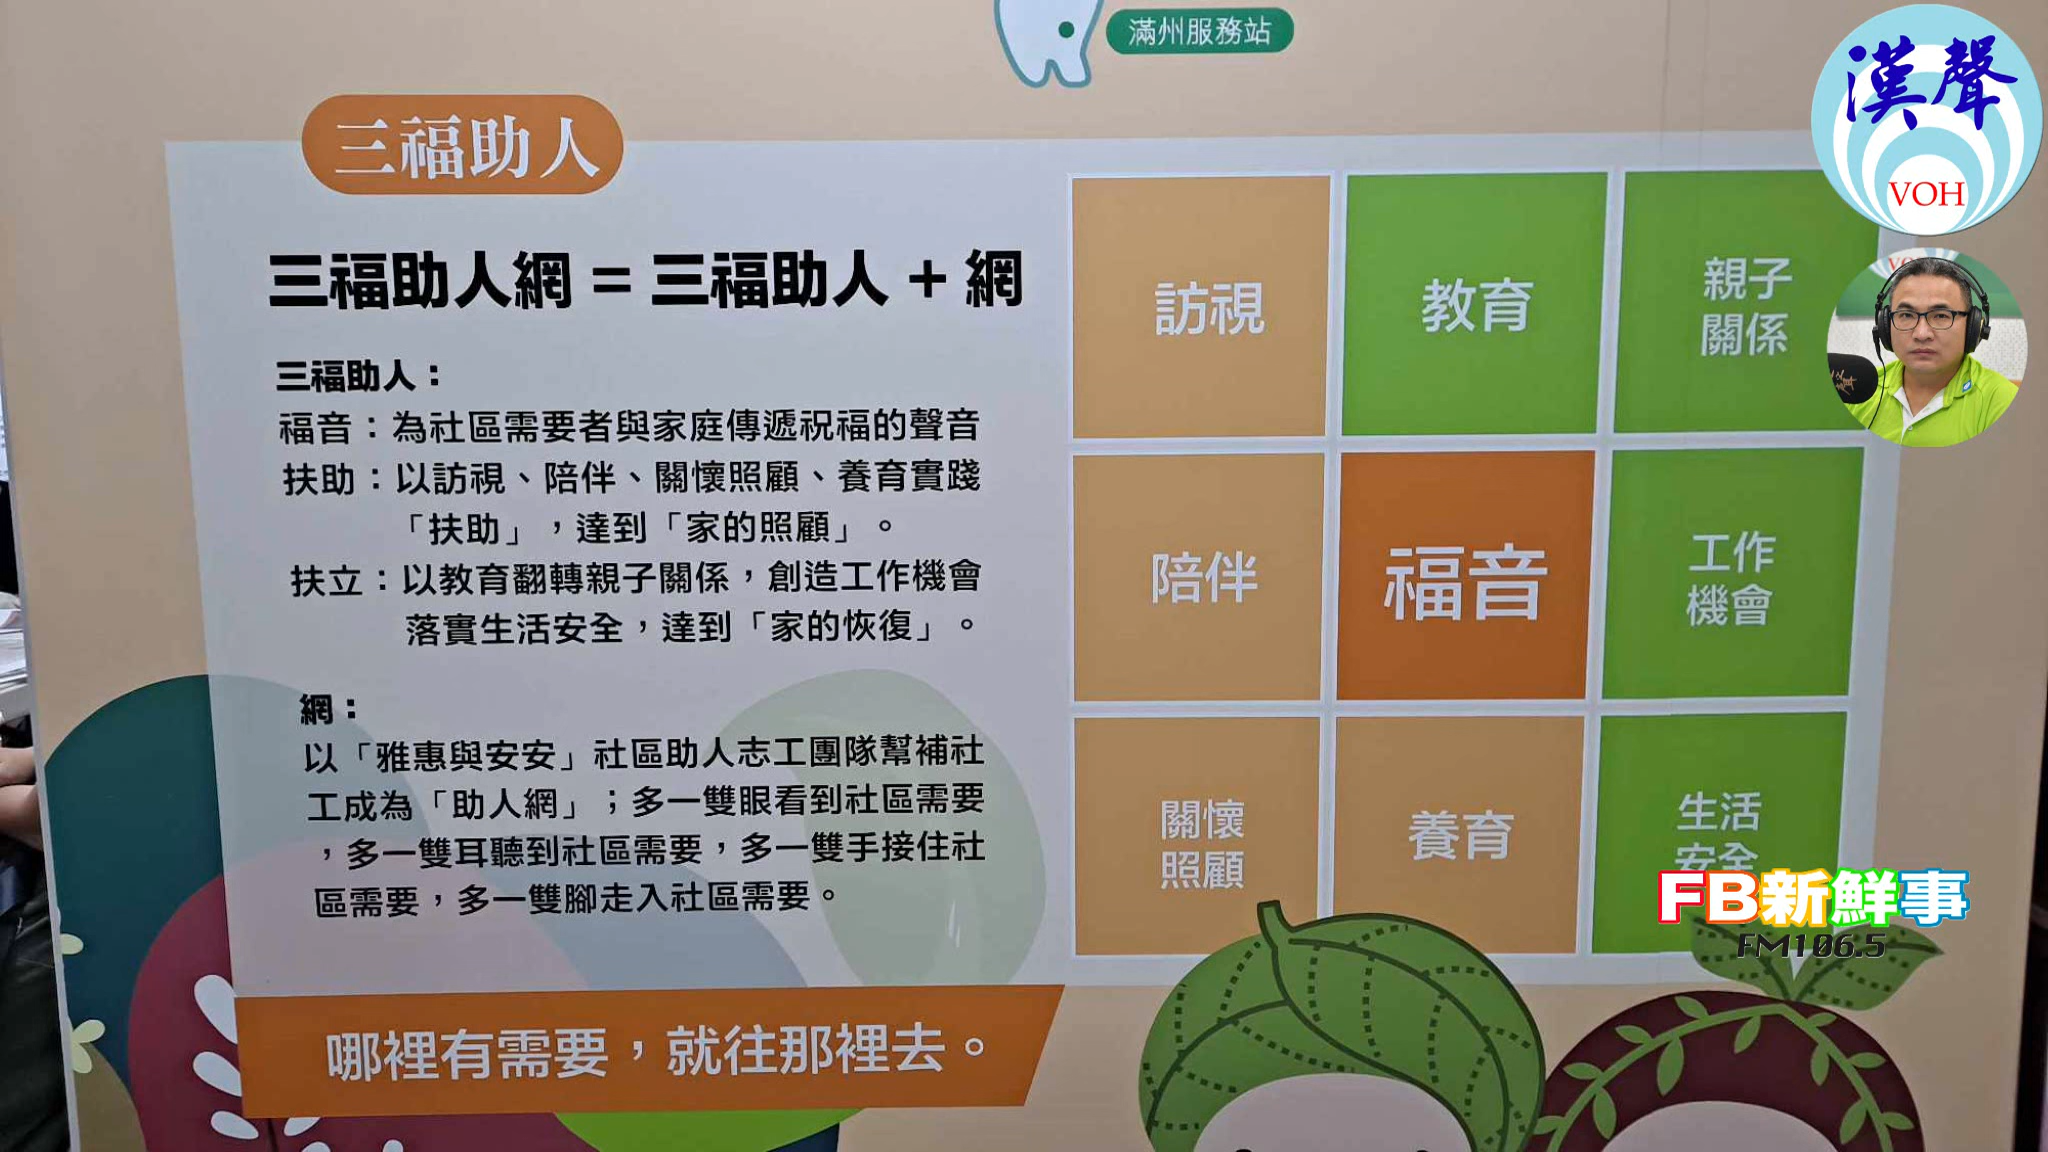 滿州服務站
漢聲
VOH
三福助人
三福助人網 = 三福助人 + 網
三福助人：
福音：為社區需要者與家庭傳遞祝福的聲音
扶助：以訪視、陪伴、關懷照顧、養育實踐
「扶助」，達到「家的照顧」。
扶立：以教育翻轉親子關係，創造工作機會
落實生活安全，達到「家的恢復」。
網：
以「雅惠與安安」社區助人志工團隊幫補社
工成為「助人網」；多一雙眼看到社區需要
，多一雙耳聽到社區需要，多一雙手接住社
區需要，多一雙腳走入社區需要。
哪裡有需要，就往那裡去。
訪視
教育
親子
關係
陪伴
福音
工作
機會
關懷
照顧
養育
生活
安全
FB新鮮事
FM106.5